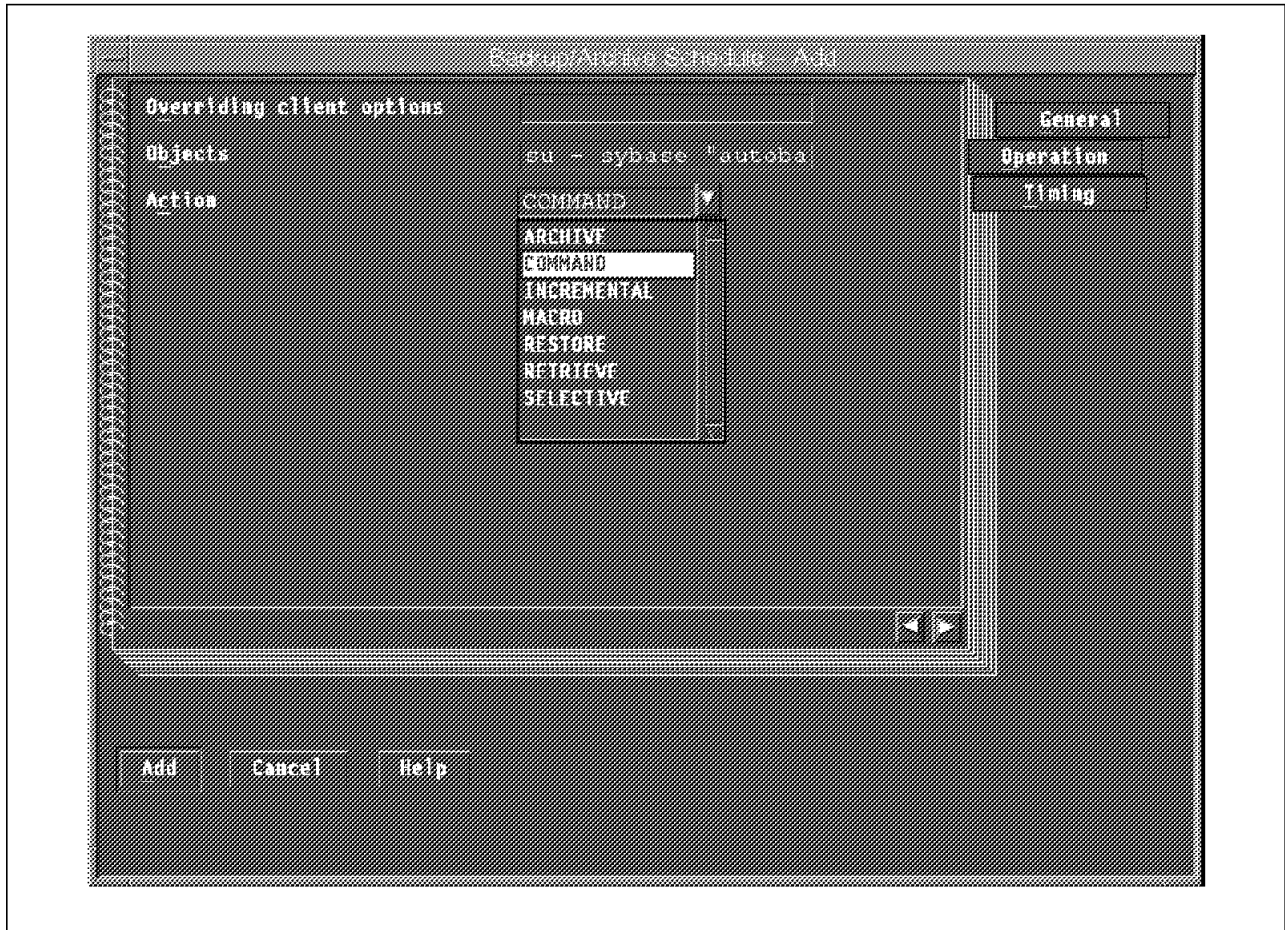 Backup/Archive Schedule - Add
Overriding client options
General
Objects
su - sybase "autoba
Operation
Action
COMMAND
Timing
ARCHIVE
COMMAND
INCREMENTAL
MACRO
RESTORE
RETRIEVE
SELECTIVE
Add
Cancel
Help